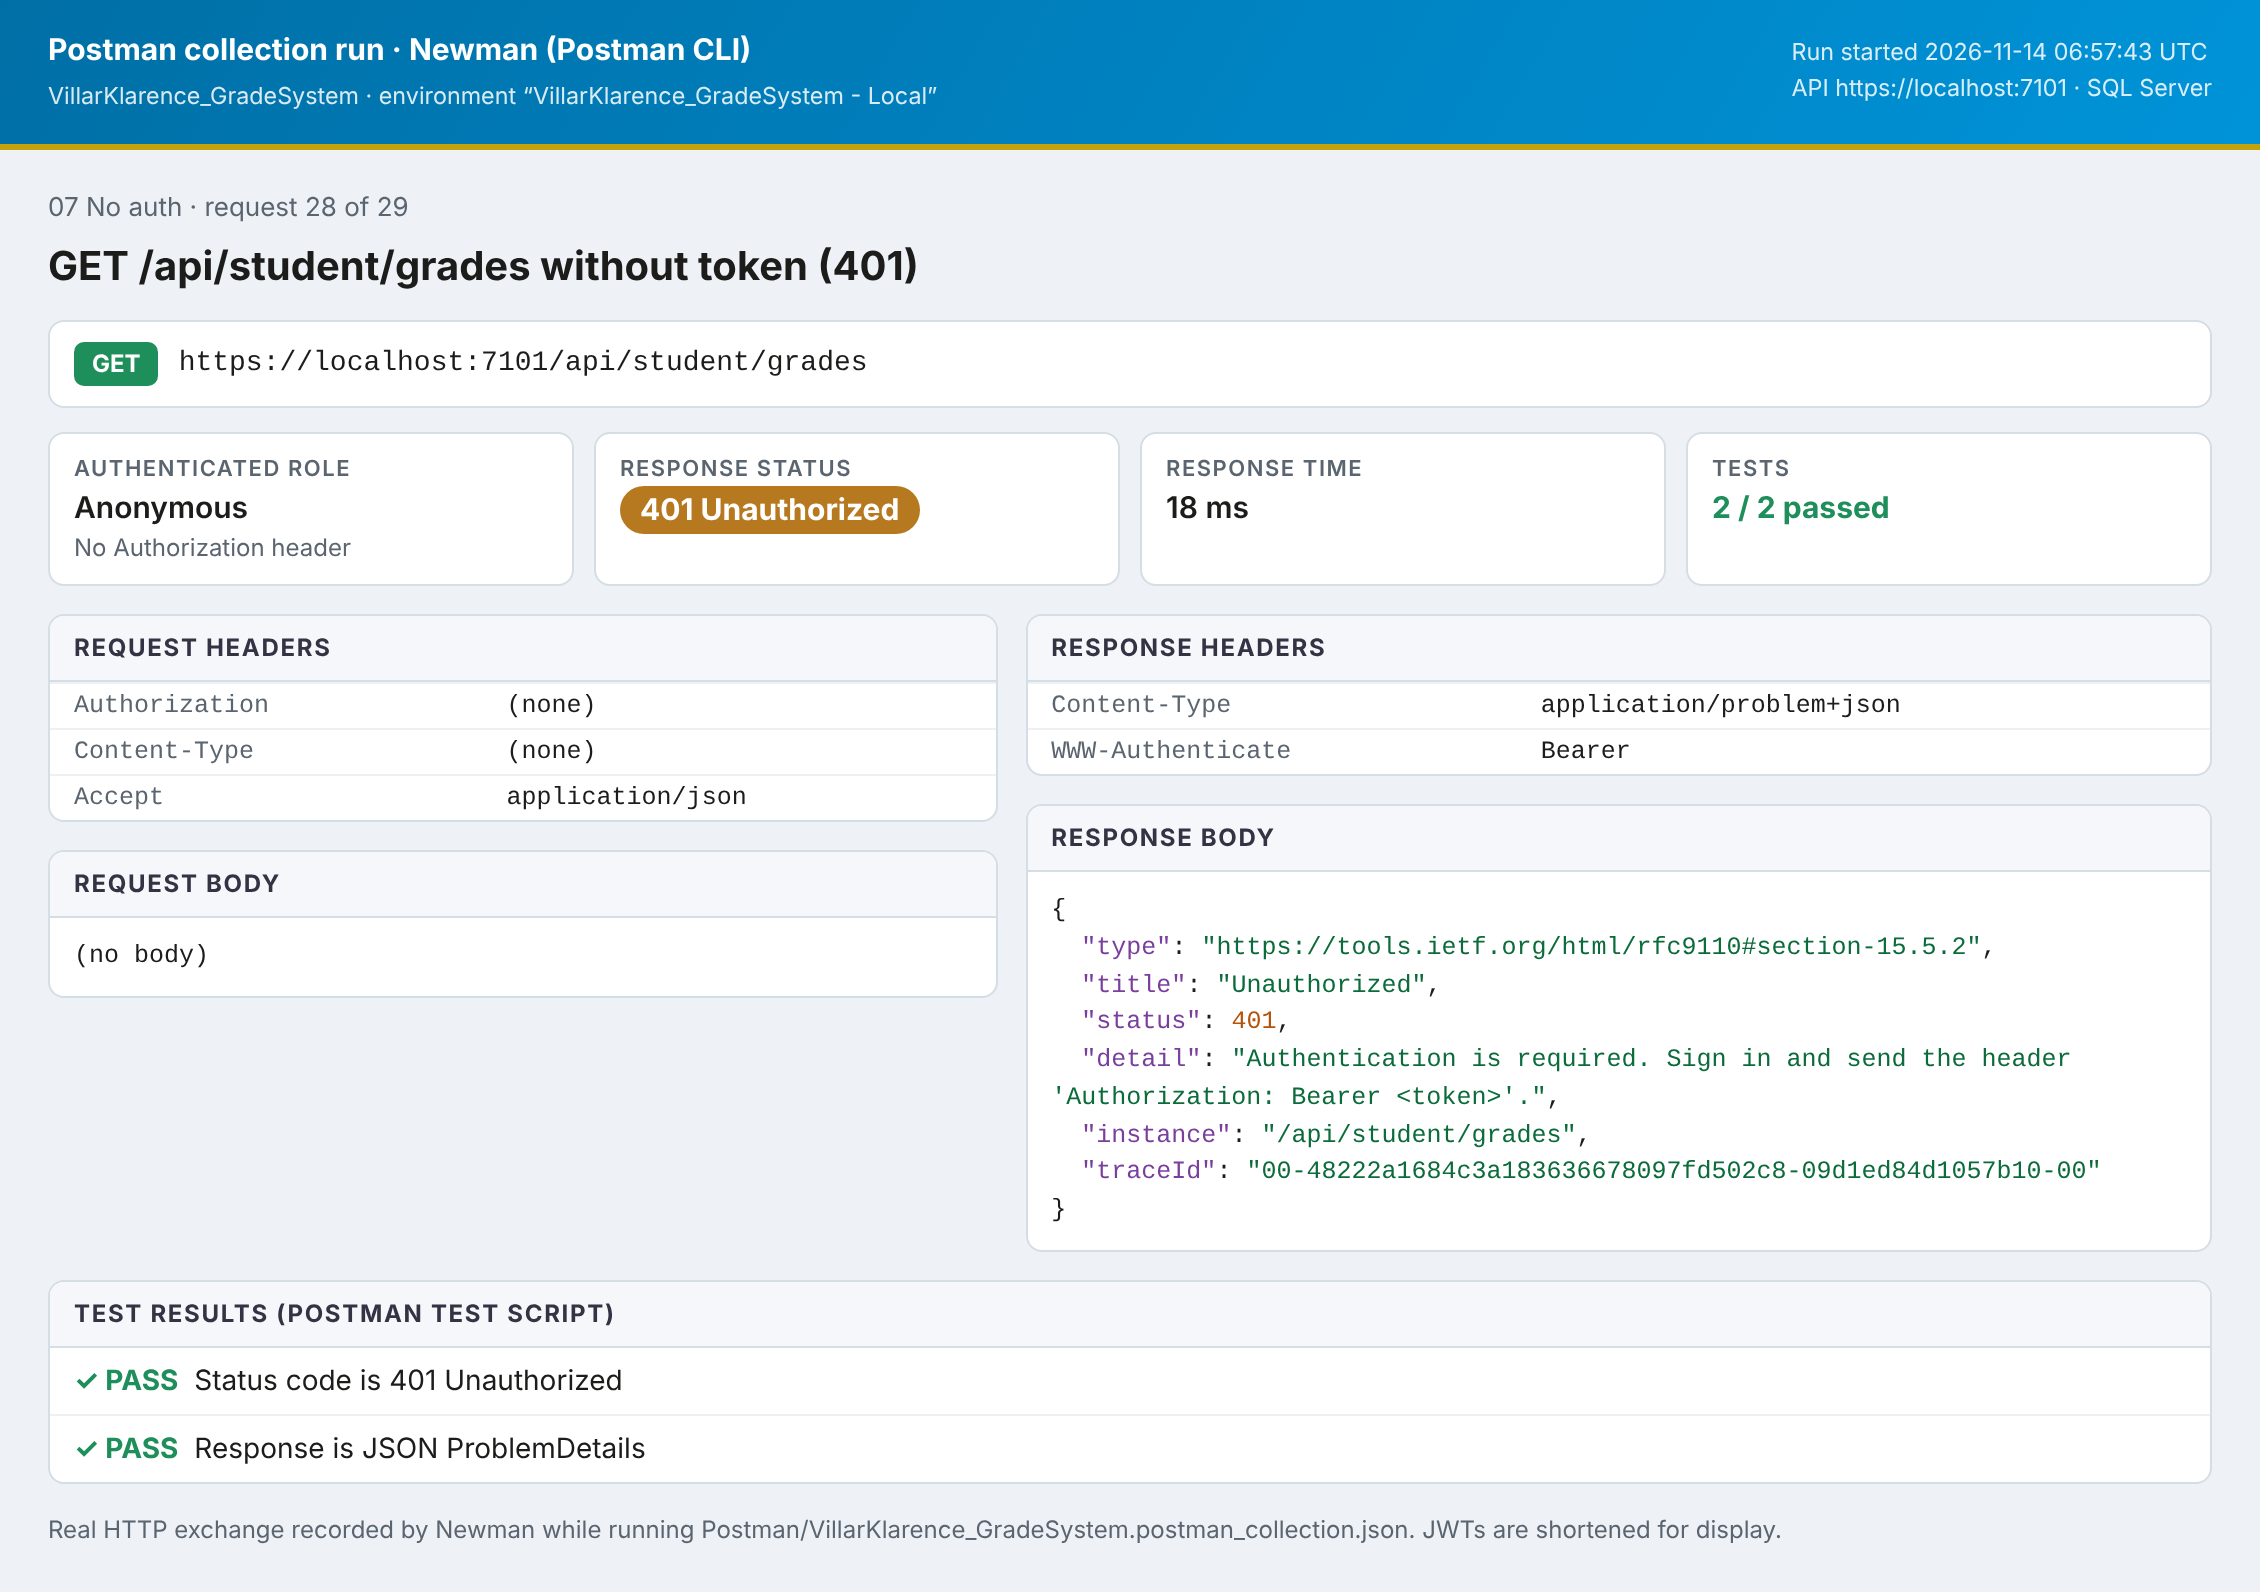 Postman collection run · Newman (Postman CLI)
VillarKlarence_GradeSystem · environment “VillarKlarence_GradeSystem - Local”
Run started 2026-11-14 06:57:43 UTC
API https://localhost:7101 · SQL Server
07 No auth · request 28 of 29
GET /api/student/grades without token (401)
GET https://localhost:7101/api/student/grades
AUTHENTICATED ROLE
Anonymous
No Authorization header
RESPONSE STATUS
401 Unauthorized
RESPONSE TIME
18 ms
TESTS
2 / 2 passed
REQUEST HEADERS
Authorization (none)
Content-Type (none)
Accept application/json
REQUEST BODY
(no body)
RESPONSE HEADERS
Content-Type application/problem+json
WWW-Authenticate Bearer
RESPONSE BODY
{
"type": "https://tools.ietf.org/html/rfc9110#section-15.5.2",
"title": "Unauthorized",
"status": 401,
"detail": "Authentication is required. Sign in and send the header
'Authorization: Bearer <token>'.",
"instance": "/api/student/grades",
"traceId": "00-48222a1684c3a183636678097fd502c8-09d1ed84d1057b10-00"
}
TEST RESULTS (POSTMAN TEST SCRIPT)
✓ PASS Status code is 401 Unauthorized
✓ PASS Response is JSON ProblemDetails
Real HTTP exchange recorded by Newman while running Postman/VillarKlarence_GradeSystem.postman_collection.json. JWTs are shortened for display.